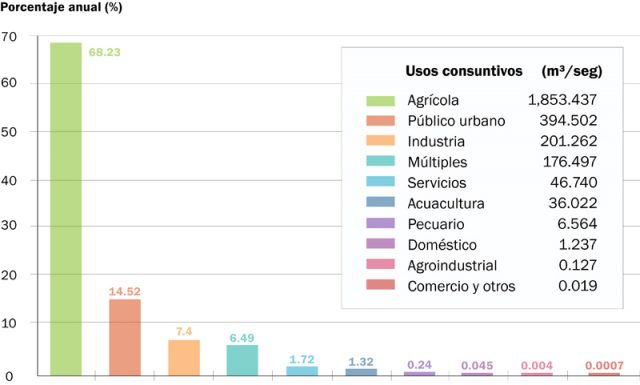 Porcentaje anual (%)
70
60
50
40
30
20
10
0
68.23
14.52
7.4
6.49
1.72
1.32
0.24
0.045
0.004
0.0007
Usos consuntivos (m³/seg)
Agrícola 1,853.437
Público urbano 394.502
Industria 201.262
Múltiples 176.497
Servicios 46.740
Acuacultura 36.022
Pecuario 6.564
Doméstico 1.237
Agroindustrial 0.127
Comercio y otros 0.019